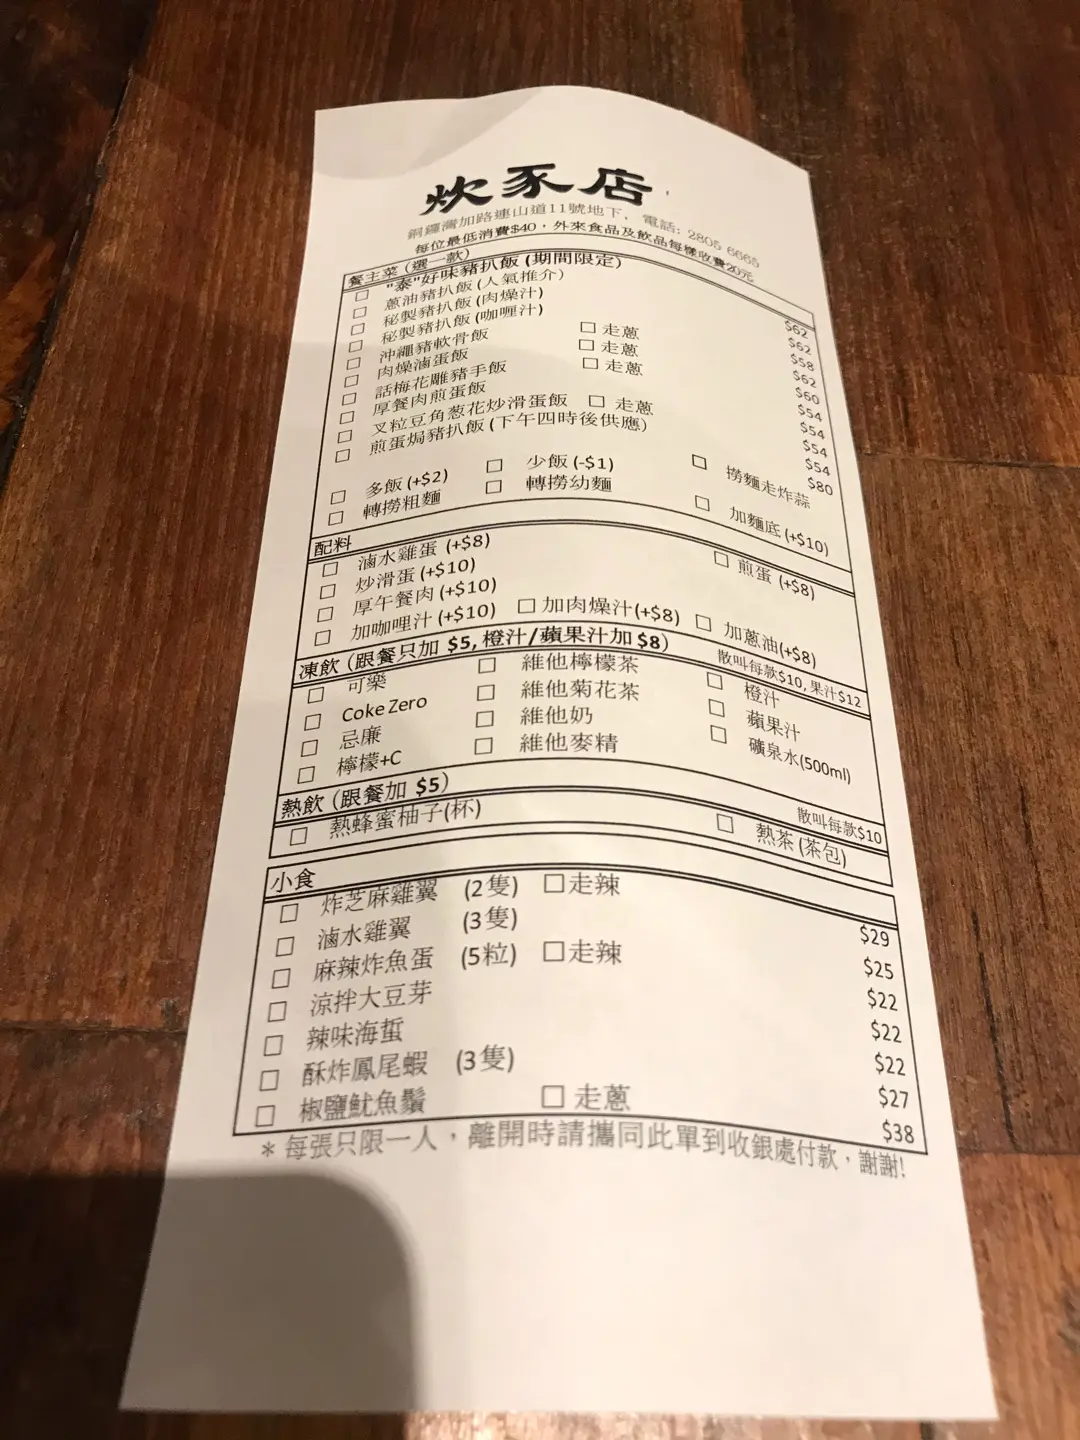 炊豕店
銅鑼灣加路連山道11號地下, 電話: 2805 6665
每位最低消費$40，外來食品及飲品每樣收費20元
餐主菜 (選一款)
□ "泰"好味豬扒飯 (期間限定) $62
□ 蔥油豬扒飯 (人氣推介) $62
□ 秘製豬扒飯 (肉燥汁) $58
□ 秘製豬扒飯 (咖喱汁) $62
□ 沖繩豬軟骨飯 □ 走蔥 $60
□ 肉燥滷蛋飯 □ 走蔥 $54
□ 話梅花雕豬手飯 □ 走蔥 $54
□ 厚餐肉煎蛋飯 $54
□ 叉粒豆角葱花炒滑蛋飯 □ 走蔥 $54
□ 煎蛋焗豬扒飯 (下午四時後供應) $80
□ 多飯 (+$2) □ 少飯 (-$1) □ 撈麵走炸蒜
□ 轉撈粗麵 □ 轉撈幼麵 □ 加麵底 (+$10)
配料
□ 滷水雞蛋 (+$8) □ 煎蛋 (+$8)
□ 炒滑蛋 (+$10)
□ 厚午餐肉 (+$10)
□ 加咖哩汁 (+$10) □ 加肉燥汁(+$8) □ 加蔥油(+$8)
凍飲 (跟餐只加 $5, 橙汁/蘋果汁加 $8) 散叫每款$10, 果汁$12
□ 可樂 □ 維他檸檬茶 □ 橙汁
□ Coke Zero □ 維他菊花茶 □ 蘋果汁
□ 忌廉 □ 維他奶 □ 礦泉水(500ml)
□ 檸檬+C □ 維他麥精
熱飲 (跟餐加 $5) 散叫每款$10
□ 熱蜂蜜柚子(杯) □ 熱茶 (茶包)
小食
□ 炸芝麻雞翼 (2隻) □走辣 $29
□ 滷水雞翼 (3隻) $25
□ 麻辣炸魚蛋 (5粒) □走辣 $22
□ 涼拌大豆芽 $22
□ 辣味海蜇 $22
□ 酥炸鳳尾蝦 (3隻) $27
□ 椒鹽魷魚鬚 □ 走蔥 $38
* 每張只限一人，離開時請攜同此單到收銀處付款，謝謝!